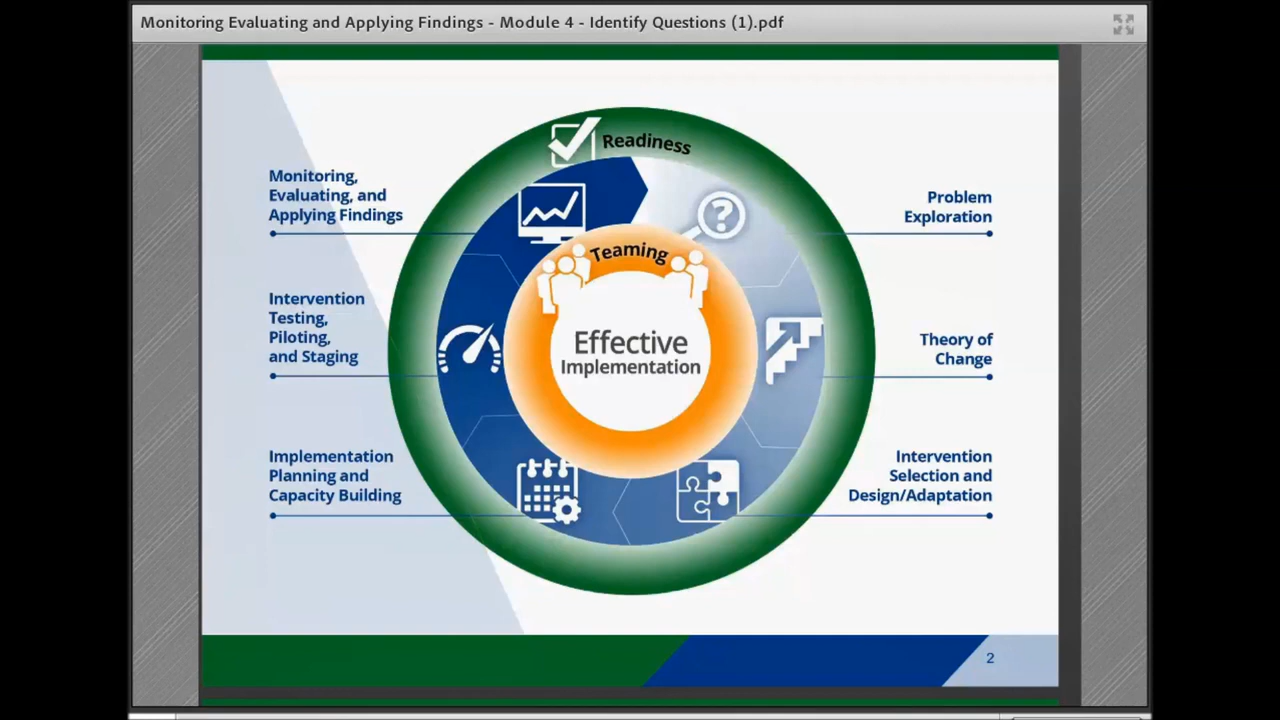 Monitoring Evaluating and Applying Findings - Module 4 - Identify Questions (1).pdf
Readiness
Monitoring,
Evaluating, and
Applying Findings
Problem
Exploration
Teaming
Intervention
Testing,
Piloting,
and Staging
Effective
Implementation
Theory of
Change
Implementation
Planning and
Capacity Building
Intervention
Selection and
Design/Adaptation
2